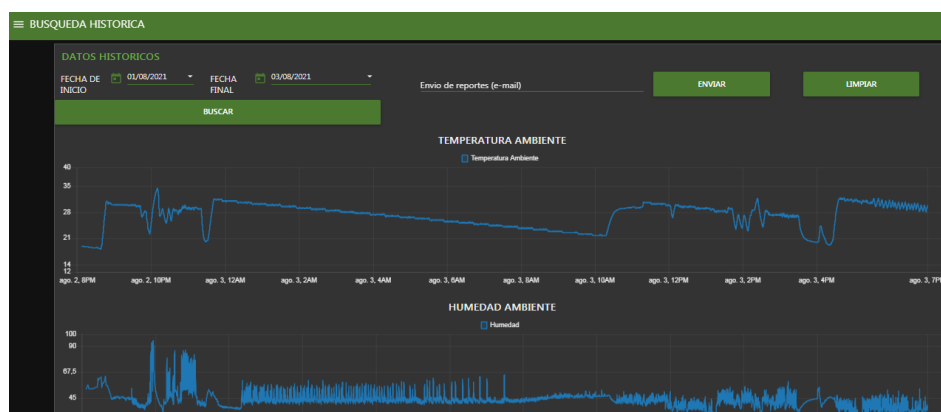 BUSQUEDA HISTORICA
DATOS HISTORICOS
FECHA DE INICIO 01/08/2021 FECHA FINAL 03/08/2021
Envio de reportes (e-mail) ENVIAR LIMPIAR
BUSCAR
TEMPERATURA AMBIENTE
Temperatura Ambiente
40
35
28
21
14
12
ago. 2, 8PM ago. 2, 10PM ago. 3, 12AM ago. 3, 2AM ago. 3, 4AM ago. 3, 6AM ago. 3, 8AM ago. 3, 10AM ago. 3, 12PM ago. 3, 2PM ago. 3, 4PM ago. 3, 7PM
HUMEDAD AMBIENTE
Humedad
100
90
67,5
45